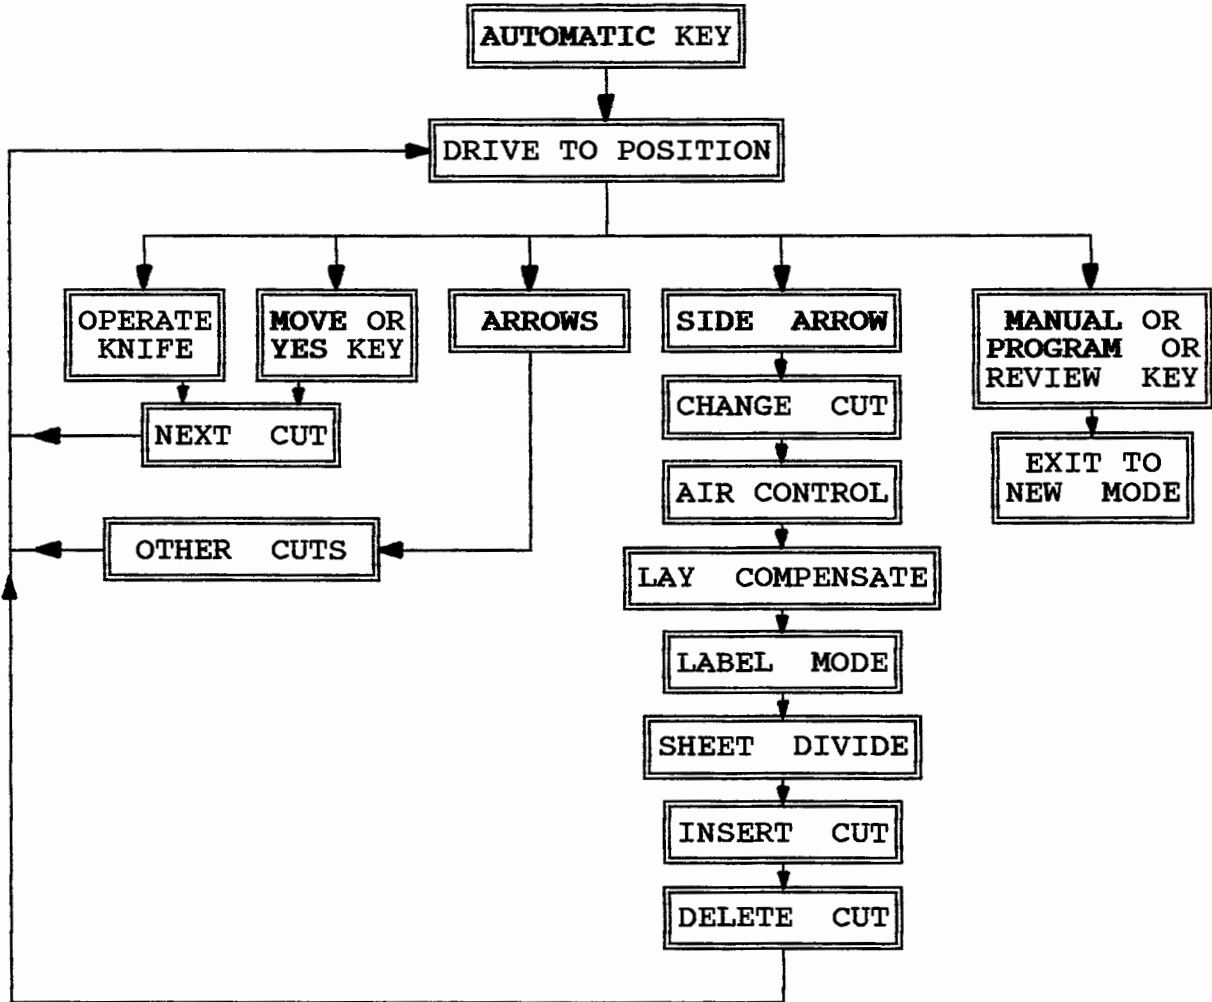 AUTOMATIC KEY
DRIVE TO POSITION
OPERATE
KNIFE
MOVE OR
YES KEY
ARROWS
SIDE ARROW
MANUAL OR
PROGRAM OR
REVIEW KEY
NEXT CUT
CHANGE CUT
EXIT TO
NEW MODE
AIR CONTROL
OTHER CUTS
LAY COMPENSATE
LABEL MODE
SHEET DIVIDE
INSERT CUT
DELETE CUT